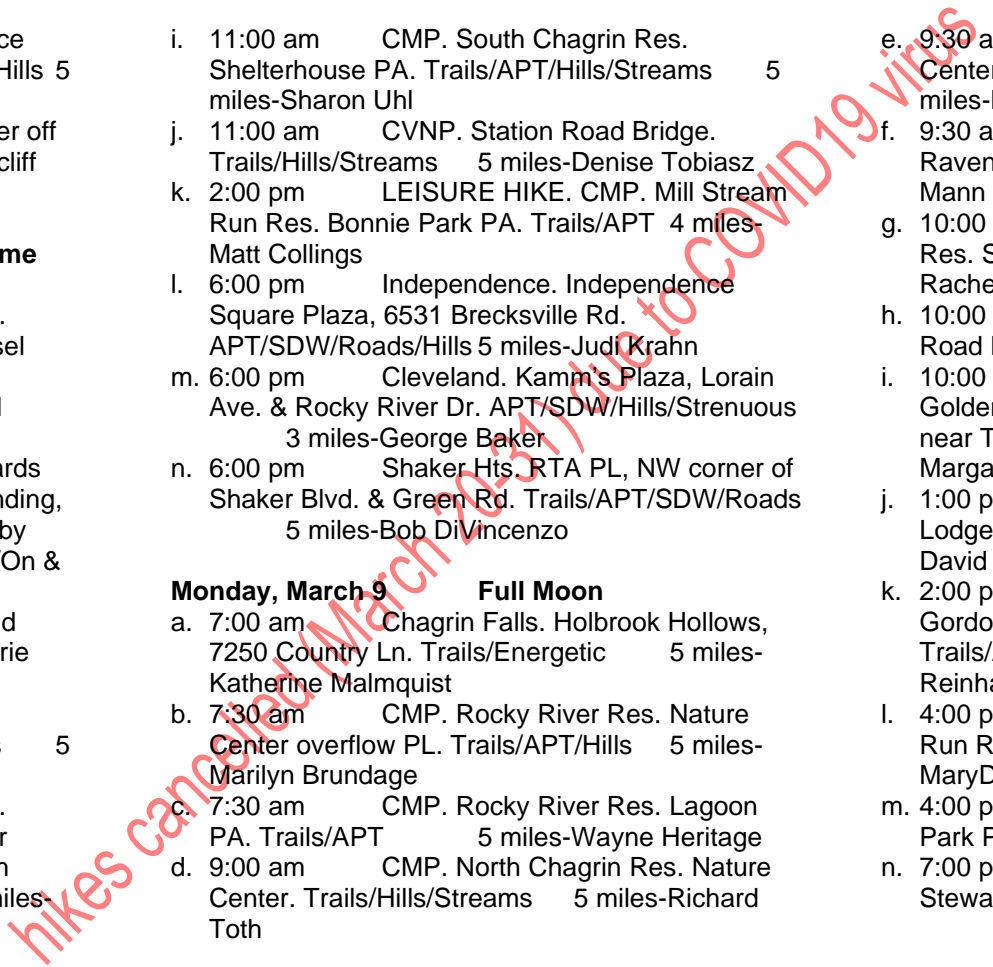 ce
Hills 5
er off
cliff
me
.
sel
ards
nding,
by
/On &
d
rie
5
.
r
n
niles-
i. 11:00 am CMP. South Chagrin Res.
Shelterhouse PA. Trails/APT/Hills/Streams 5
miles-Sharon Uhl
j. 11:00 am CVNP. Station Road Bridge.
Trails/Hills/Streams 5 miles-Denise Tobiasz
k. 2:00 pm LEISURE HIKE. CMP. Mill Stream
Run Res. Bonnie Park PA. Trails/APT 4 miles-
Matt Collings
l. 6:00 pm Independence. Independence
Square Plaza, 6531 Brecksville Rd.
APT/SDW/Roads/Hills 5 miles-Judi Krahn
m. 6:00 pm Cleveland. Kamm's Plaza, Lorain
Ave. & Rocky River Dr. APT/SDW/Hills/Strenuous
3 miles-George Baker
n. 6:00 pm Shaker Hts. RTA PL, NW corner of
Shaker Blvd. & Green Rd. Trails/APT/SDW/Roads
5 miles-Bob DiVincenzo
Monday, March 9 Full Moon
a. 7:00 am Chagrin Falls. Holbrook Hollows,
7250 Country Ln. Trails/Energetic 5 miles-
Katherine Malmquist
b. 7:30 am CMP. Rocky River Res. Nature
Center overflow PL. Trails/APT/Hills 5 miles-
Marilyn Brundage
c. 7:30 am CMP. Rocky River Res. Lagoon
PA. Trails/APT 5 miles-Wayne Heritage
d. 9:00 am CMP. North Chagrin Res. Nature
Center. Trails/Hills/Streams 5 miles-Richard
Toth
e. 9:30 a
Center
miles-
f. 9:30 a
Raven
Mann
g. 10:00
Res. S
Rache
h. 10:00
Road
i. 10:00
Golder
near T
Marga
j. 1:00 p
Lodge
David
k. 2:00 p
Gordo
Trails/
Reinha
l. 4:00 p
Run R
MaryD
m. 4:00 p
Park P
n. 7:00 p
Stewa
hikes cancelled (March 20-31) due to COVID19 virus